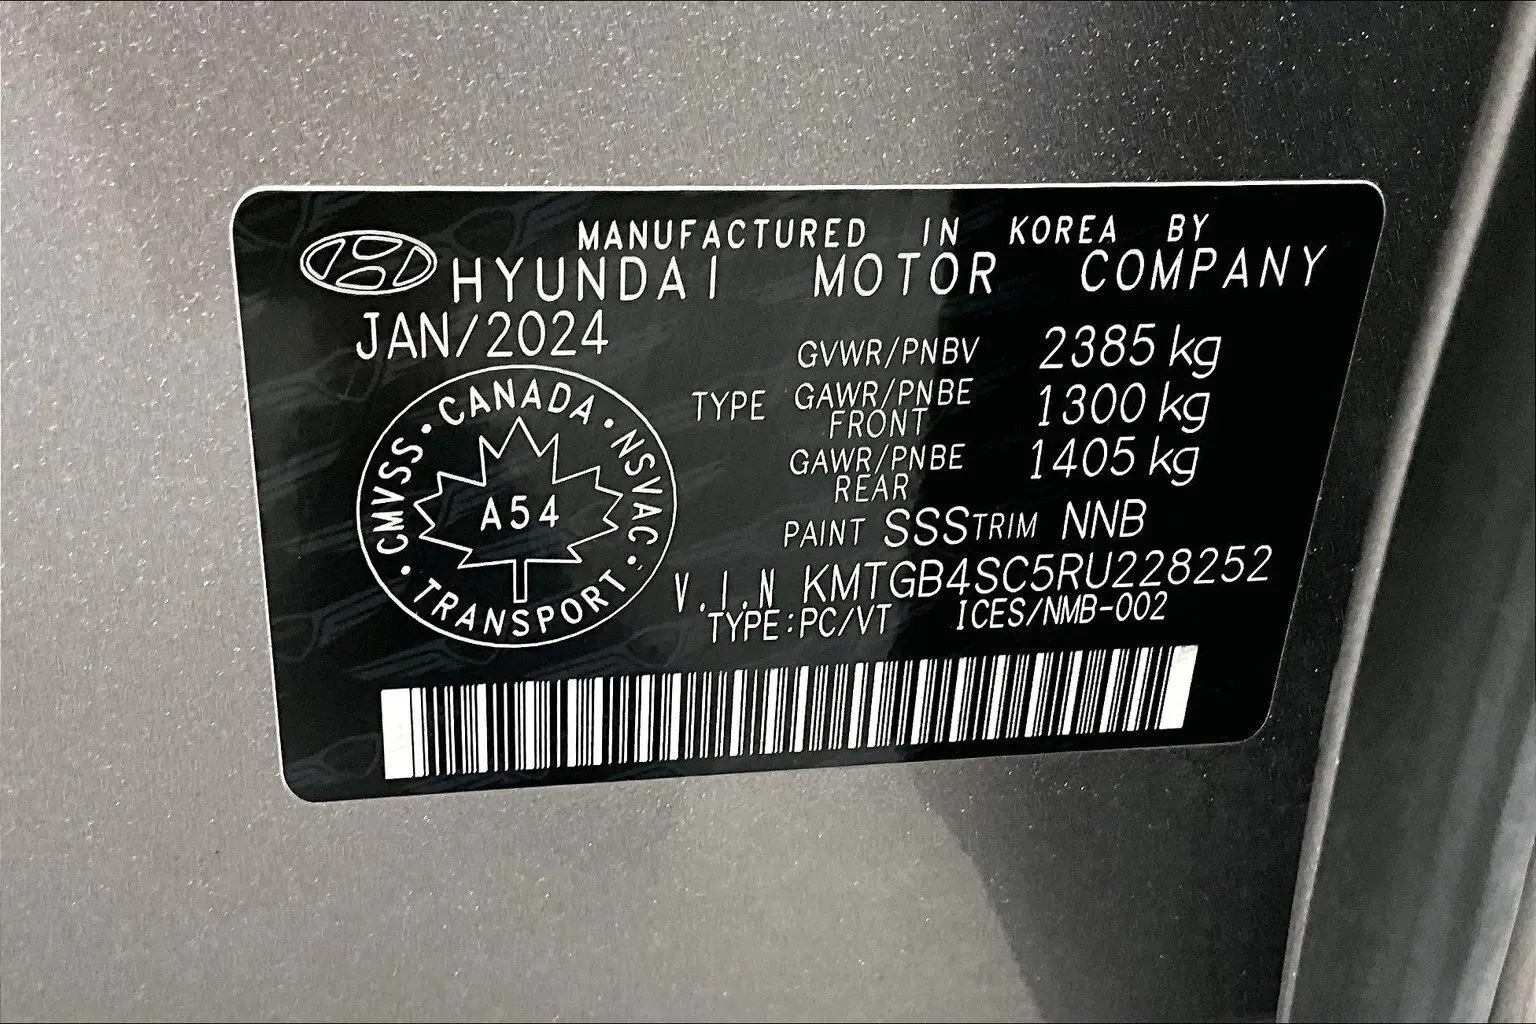 MANUFACTURED IN KOREA BY
HYUNDAI MOTOR COMPANY
JAN/2024
GVWR/PNBV 2385 kg
TYPE GAWR/PNBE FRONT 1300 kg
GAWR/PNBE REAR 1405 kg
PAINT SSS TRIM NNB
V.I.N KMTGB4SC5RU228252
TYPE:PC/VT ICES/NMB-002
CANADA · NSVAC · TRANSPORT · CMVSS ·
A54